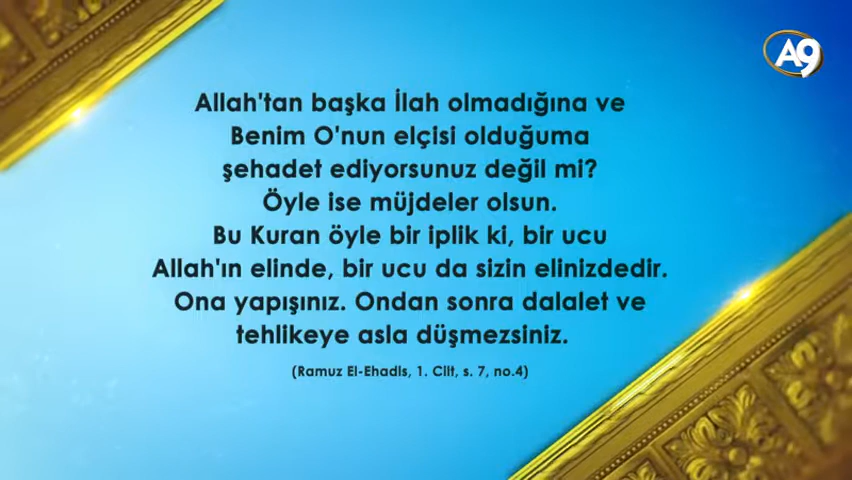 A9
Allah'tan başka İlah olmadığına ve
Benim O'nun elçisi olduğuma
şehadet ediyorsunuz değil mi?
Öyle ise müjdeler olsun.
Bu Kuran öyle bir iplik ki, bir ucu
Allah'ın elinde, bir ucu da sizin elinizdedir.
Ona yapışınız. Ondan sonra dalalet ve
tehlikeye asla düşmezsiniz.
(Ramuz El-Ehadis, 1. Cilt, s. 7, no.4)